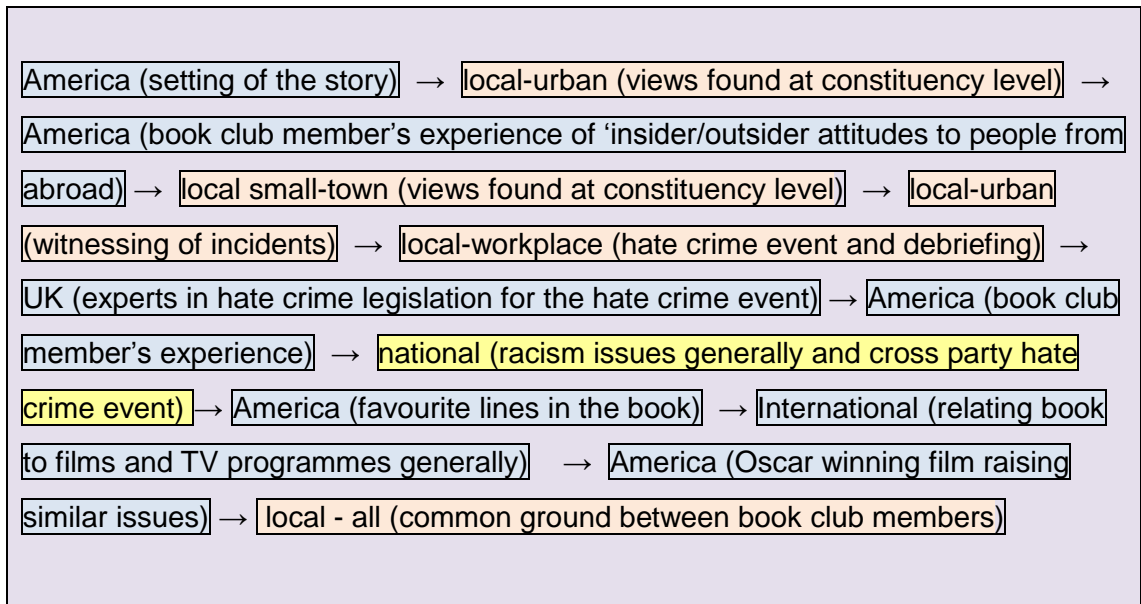 America (setting of the story) → local-urban (views found at constituency level) →
America (book club member's experience of 'insider/outsider attitudes to people from
abroad) → local small-town (views found at constituency level) → local-urban
(witnessing of incidents) → local-workplace (hate crime event and debriefing) →
UK (experts in hate crime legislation for the hate crime event) → America (book club
member's experience) → national (racism issues generally and cross party hate
crime event) → America (favourite lines in the book) → International (relating book
to films and TV programmes generally) → America (Oscar winning film raising
similar issues) → local - all (common ground between book club members)